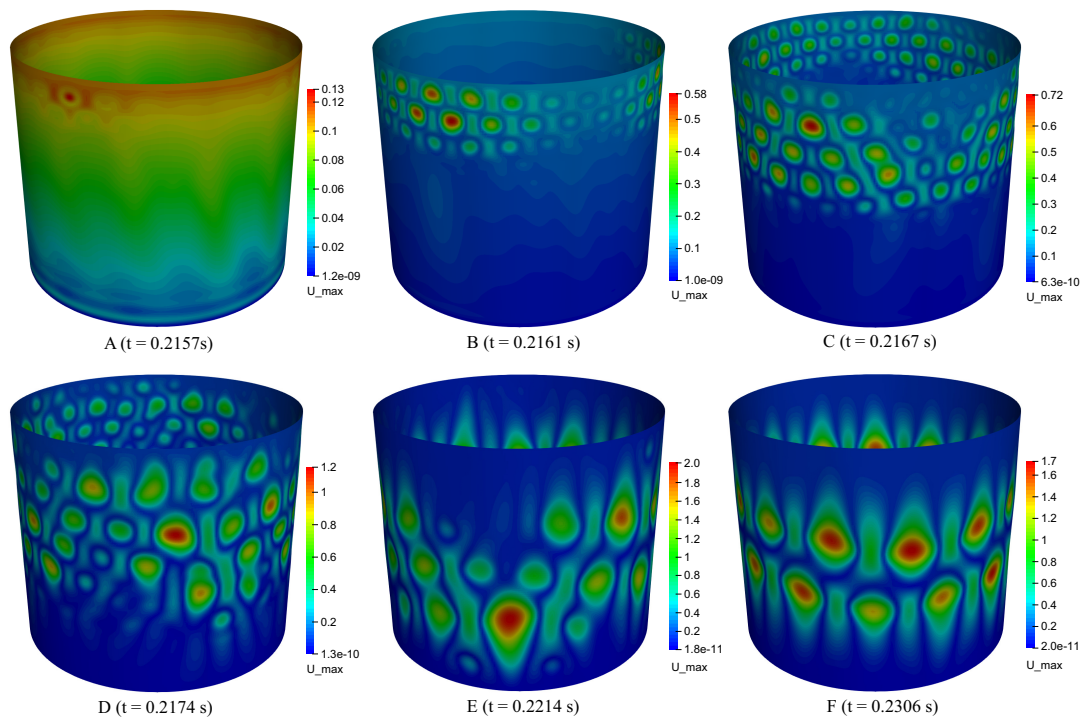 0.13
0.12
0.1
0.08
0.06
0.04
0.02
1.2e-09
U_max
A (t = 0.2157s)
0.58
0.5
0.4
0.3
0.2
0.1
1.0e-09
U_max
B (t = 0.2161 s)
0.72
0.6
0.5
0.4
0.3
0.2
0.1
6.3e-10
U_max
C (t = 0.2167 s)
1.2
1
0.8
0.6
0.4
0.2
1.3e-10
U_max
D (t = 0.2174 s)
2.0
1.6
1.4
1.2
1
0.8
0.6
0.4
0.2
1.8e-11
U_max
E (t = 0.2214 s)
1.7
1.6
1.4
1.2
1
0.8
0.6
0.4
0.2
2.0e-11
U_max
F (t = 0.2306 s)